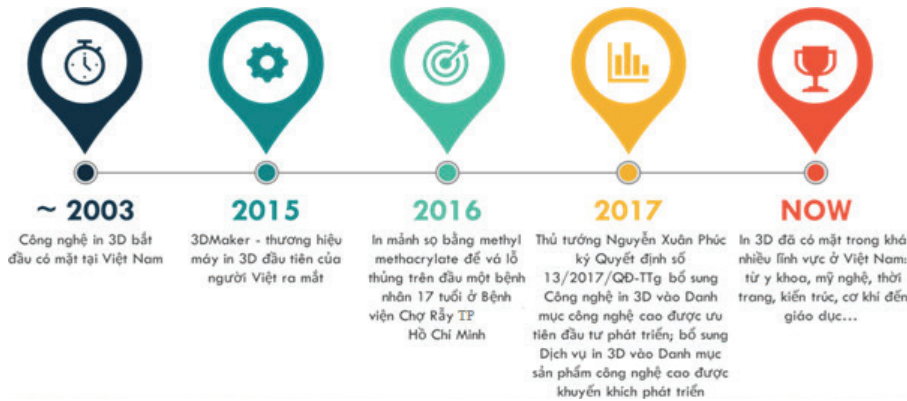 ~ 2003
Công nghệ in 3D bắt
đầu có mặt tại Việt Nam
2015
3DMaker - thương hiệu
máy in 3D đầu tiên của
người Việt ra mắt
2016
In mảnh sọ bằng methyl
methacrylate để vá lỗ
thủng trên đầu một bệnh
nhân 17 tuổi ở Bệnh
viện Chợ Rẫy TP
Hồ Chí Minh
2017
Thủ tướng Nguyễn Xuân Phúc
ký Quyết định số
13/2017/QĐ-TTg bổ sung
Công nghệ in 3D vào Danh
mục công nghệ cao được ưu
tiên đầu tư phát triển; bổ sung
Dịch vụ in 3D vào Danh mục
sản phẩm công nghệ cao được
khuyến khích phát triển
NOW
In 3D đã có mặt trong khá
nhiều lĩnh vực ở Việt Nam:
từ y khoa, mỹ nghệ, thời
trang, kiến trúc, cơ khí đến
giáo dục...